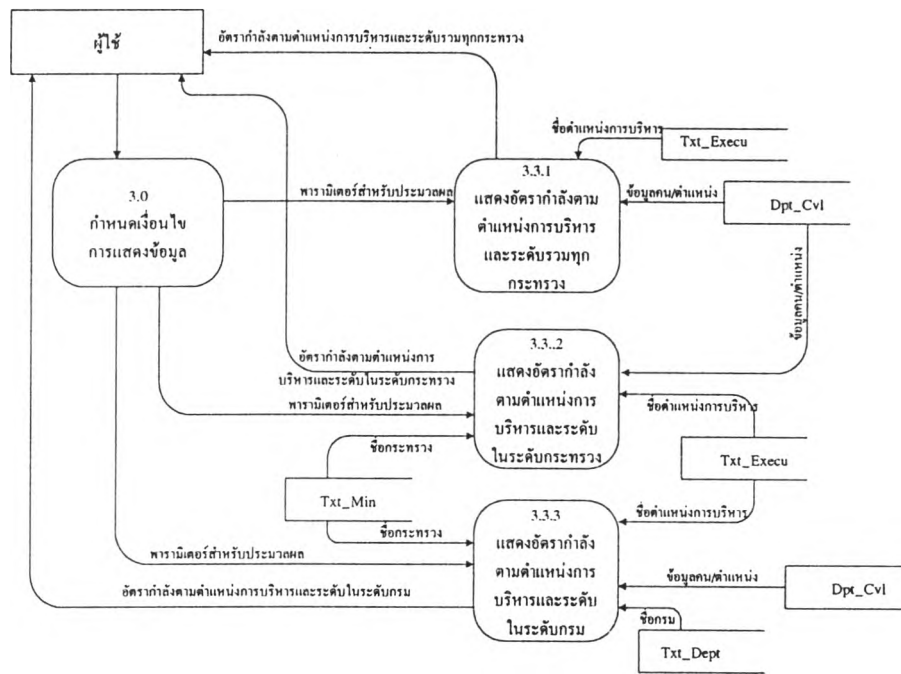 ผู้ใช้
อัตรากำลังตามตำแหน่งการบริหารและระดับรวมทุกกระทรวง
ชื่อตำแหน่งการบริหาร
Txt_Execu
3.0
กำหนดเงื่อนไข
การแสดงข้อมูล
พารามิเตอร์สำหรับประมวลผล
3.3.1
แสดงอัตรากำลังตาม
ตำแหน่งการบริหาร
และระดับรวมทุก
กระทรวง
ข้อมูลคน/ตำแหน่ง
Dpt_Cvl
ข้อมูลคน/ตำแหน่ง
อัตรากำลังตามตำแหน่งการ
บริหารและระดับในระดับกระทรวง
พารามิเตอร์สำหรับประมวลผล
3.3..2
แสดงอัตรากำลัง
ตามตำแหน่งการ
บริหารและระดับ
ในระดับกระทรวง
ชื่อตำแหน่งการบริหาร
ชื่อกระทรวง
Txt_Execu
Txt_Min
ชื่อกระทรวง
3.3.3
แสดงอัตรากำลัง
ตามตำแหน่งการ
บริหารและระดับ
ในระดับกรม
ชื่อตำแหน่งการบริหาร
พารามิเตอร์สำหรับประมวลผล
ข้อมูลคน/ตำแหน่ง
Dpt_Cvl
อัตรากำลังตามตำแหน่งการบริหารและระดับในระดับกรม
ชื่อกรม
Txt_Dept